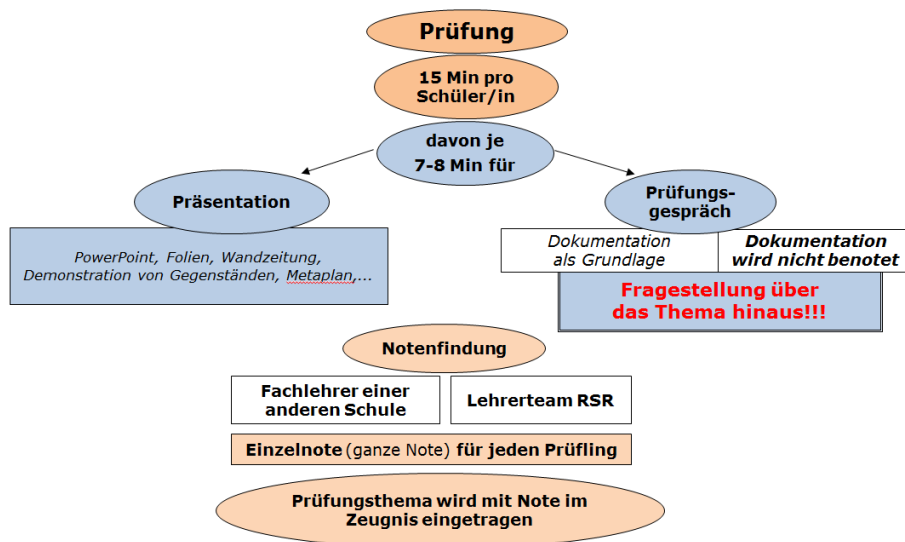 Prüfung
15 Min pro
Schüler/in
davon je
7-8 Min für
Präsentation
PowerPoint, Folien, Wandzeitung,
Demonstration von Gegenständen, Metaplan,...
Prüfungs-
gespräch
Dokumentation
als Grundlage
Dokumentation
wird nicht benotet
Fragestellung über
das Thema hinaus!!!
Notenfindung
Fachlehrer einer
anderen Schule
Lehrerteam RSR
Einzelnote (ganze Note) für jeden Prüfling
Prüfungsthema wird mit Note im
Zeugnis eingetragen